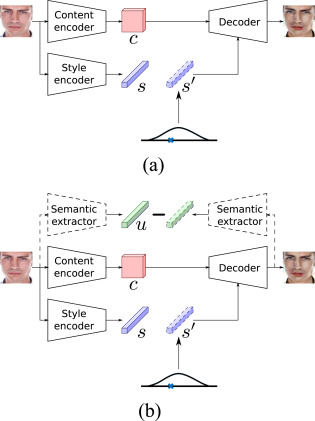 Content
encoder
c
Decoder
Style
encoder
s
s′
(a)
Semantic
extractor
u
Semantic
extractor
Content
encoder
c
Decoder
Style
encoder
s
s′
(b)